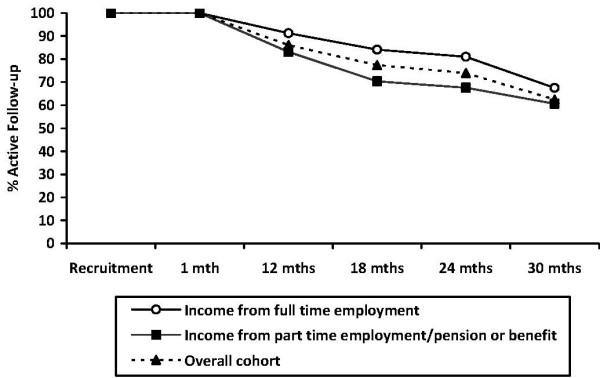 % Active Follow-up
100
90
80
70
60
50
40
30
20
10
0
Recruitment 1 mth 12 mths 18 mths 24 mths 30 mths
Income from full time employment
Income from part time employment/pension or benefit
Overall cohort